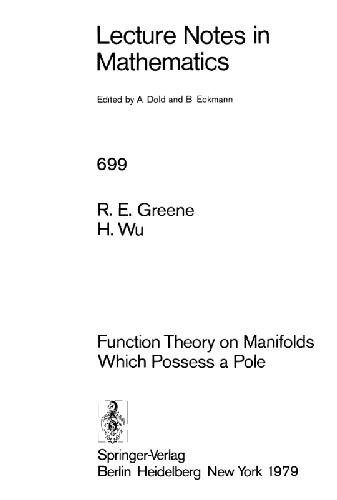 Lecture Notes in
Mathematics
Edited by A. Dold and B. Eckmann
699
R. E. Greene
H. Wu
Function Theory on Manifolds
Which Possess a Pole
Springer-Verlag
Berlin Heidelberg New York 1979